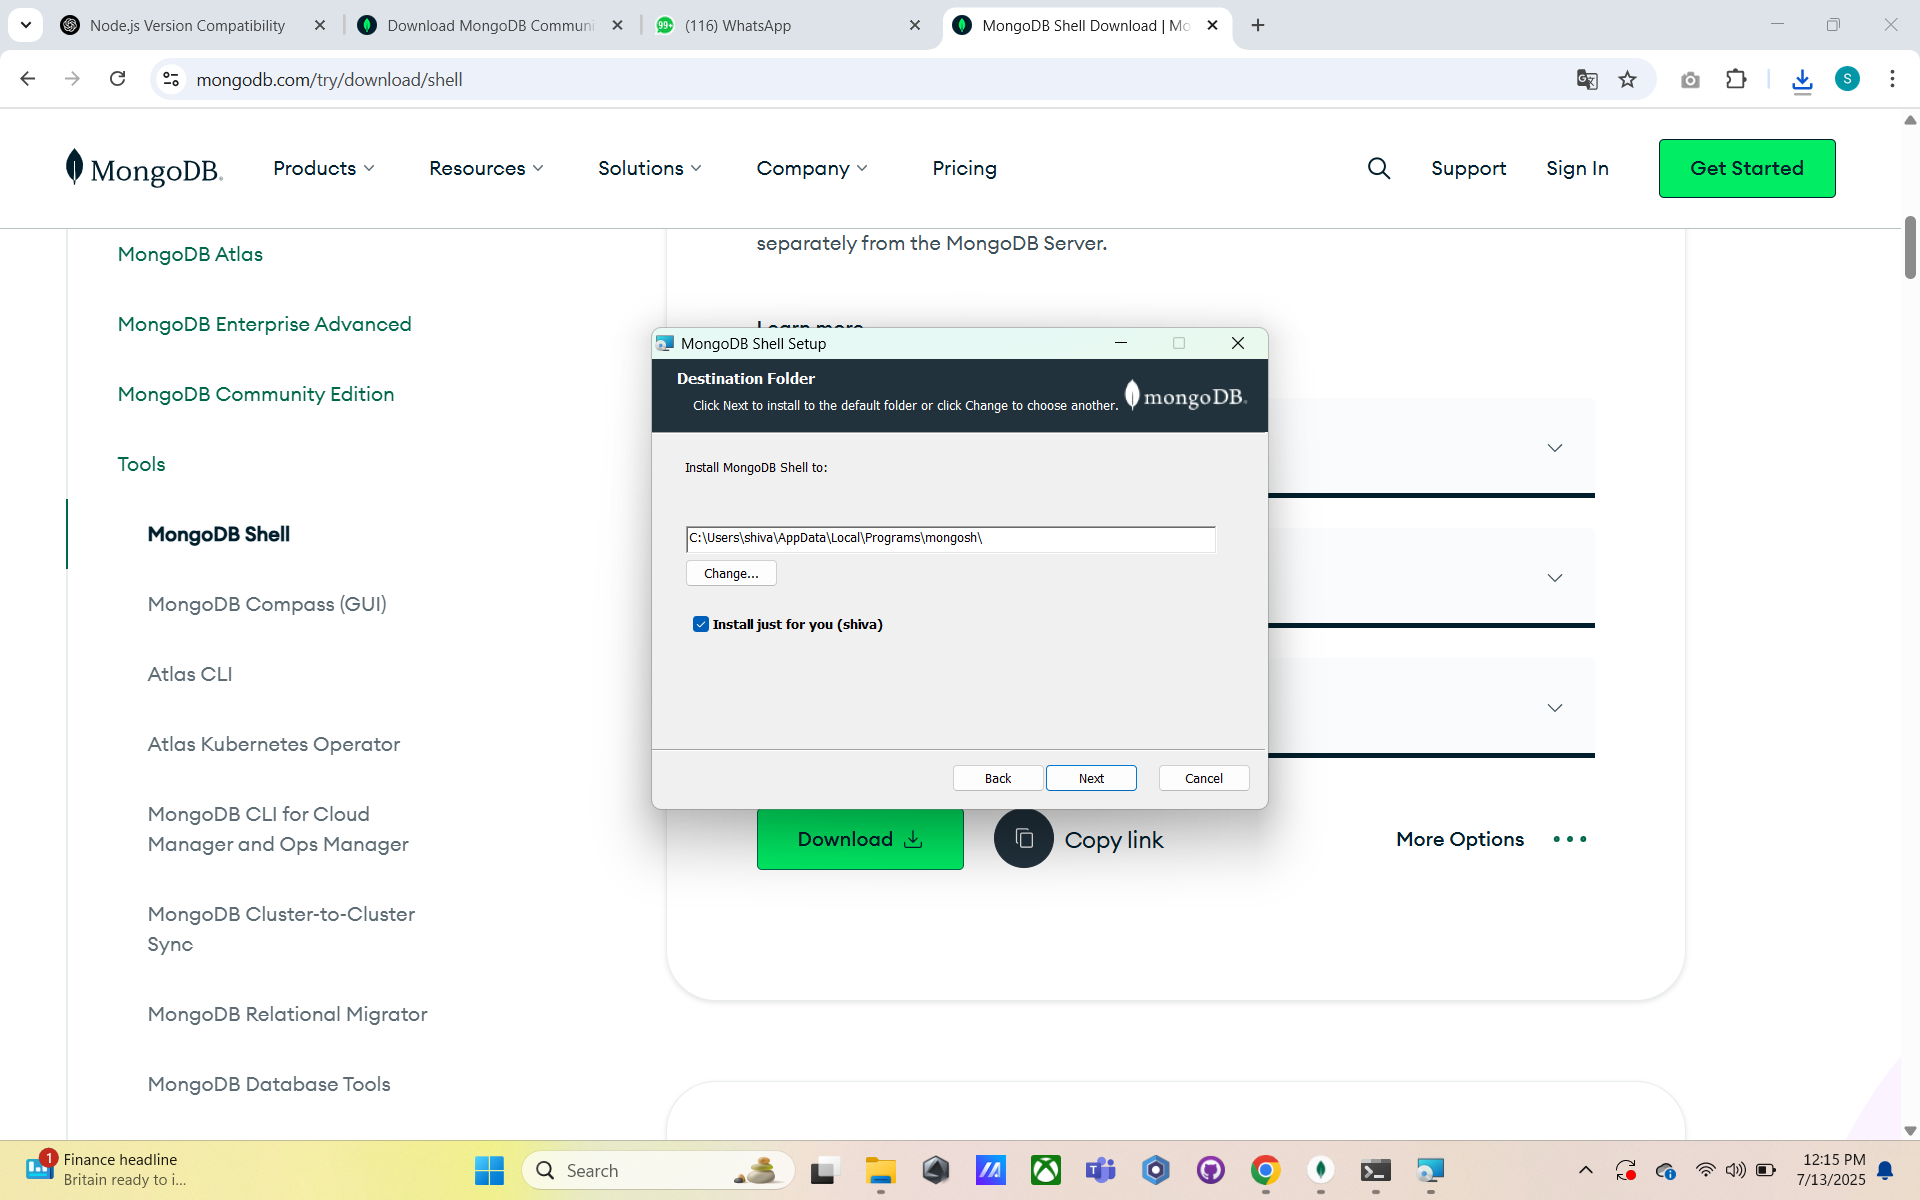 Node.js Version Compatibility
Download MongoDB Communi
99+
(116) WhatsApp
MongoDB Shell Download | Mo
mongodb.com/try/download/shell
S
MongoDB.
Products
Resources
Solutions
Company
Pricing
Support
Sign In
Get Started
MongoDB Atlas
MongoDB Enterprise Advanced
MongoDB Community Edition
Tools
MongoDB Shell
MongoDB Compass (GUI)
Atlas CLI
Atlas Kubernetes Operator
MongoDB CLI for Cloud
Manager and Ops Manager
MongoDB Cluster-to-Cluster
Sync
MongoDB Relational Migrator
MongoDB Database Tools
separately from the MongoDB Server.
Learn more
MongoDB Shell Setup
Destination Folder
Click Next to install to the default folder or click Change to choose another.
mongoDB.
Install MongoDB Shell to:
C:\Users\shiva\AppData\Local\Programs\mongosh\
Change...
Install just for you (shiva)
Back
Next
Cancel
Download
Copy link
More Options
1
Finance headline
Britain ready to i...
Search
12:15 PM
7/13/2025